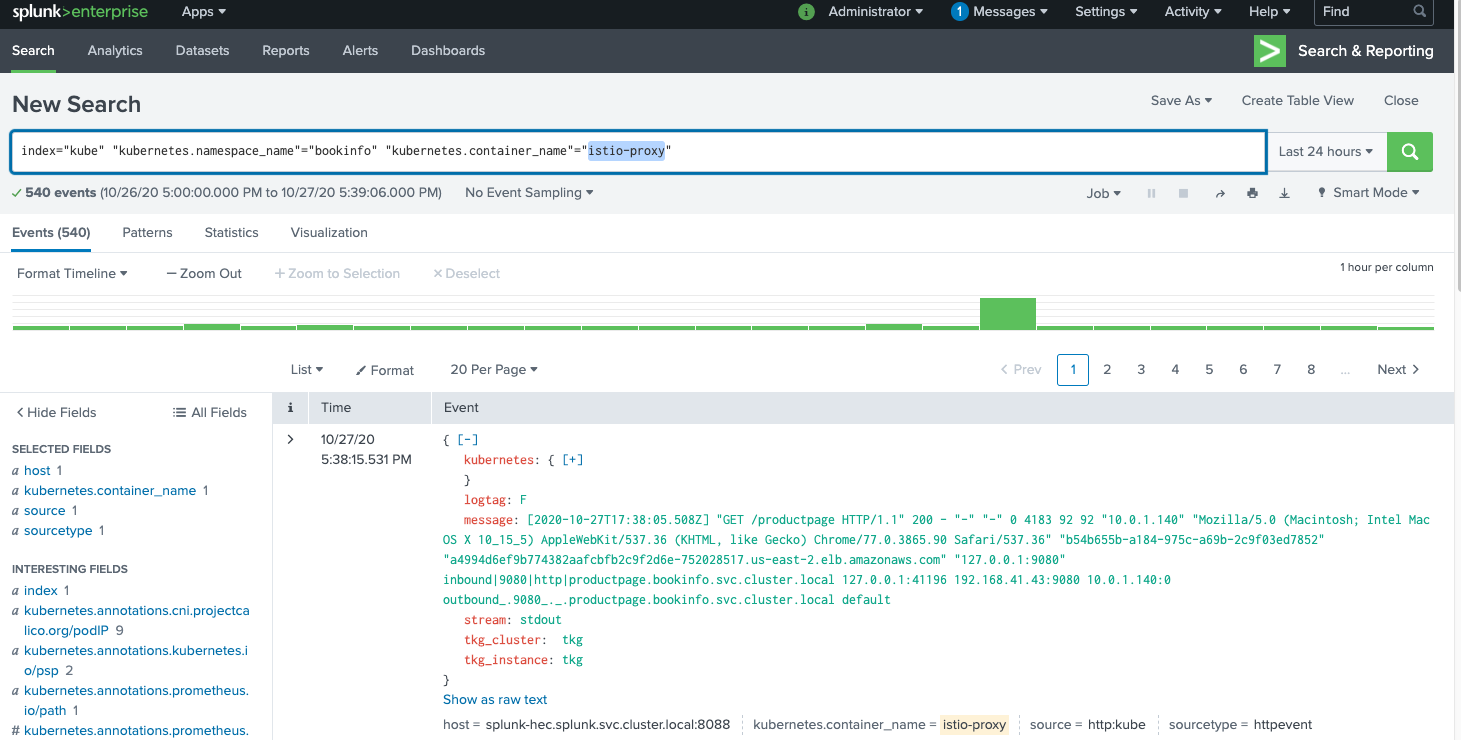 splunk>enterprise Apps ▾ i Administrator ▾ 1 Messages ▾ Settings ▾ Activity ▾ Help ▾ Find
Search Analytics Datasets Reports Alerts Dashboards > Search & Reporting
New Search Save As ▾ Create Table View Close
index="kube" "kubernetes.namespace_name"="bookinfo" "kubernetes.container_name"="istio-proxy" Last 24 hours ▾
✓ 540 events (10/26/20 5:00:00.000 PM to 10/27/20 5:39:06.000 PM) No Event Sampling ▾ Job ▾ Smart Mode ▾
Events (540) Patterns Statistics Visualization
Format Timeline ▾ — Zoom Out + Zoom to Selection × Deselect 1 hour per column
List ▾ Format 20 Per Page ▾ < Prev 1 2 3 4 5 6 7 8 ... Next >
< Hide Fields All Fields
SELECTED FIELDS
a host 1
a kubernetes.container_name 1
a source 1
a sourcetype 1
INTERESTING FIELDS
a index 1
a kubernetes.annotations.cni.projectca
lico.org/podIP 9
a kubernetes.annotations.kubernetes.i
o/psp 2
a kubernetes.annotations.prometheus.
io/path 1
# kubernetes.annotations.prometheus.
i Time Event
> 10/27/20
5:38:15.531 PM
{ [-]
kubernetes: { [+]
}
logtag: F
message: [2020-10-27T17:38:05.508Z] "GET /productpage HTTP/1.1" 200 - "-" "-" 0 4183 92 92 "10.0.1.140" "Mozilla/5.0 (Macintosh; Intel Mac
OS X 10_15_5) AppleWebKit/537.36 (KHTML, like Gecko) Chrome/77.0.3865.90 Safari/537.36" "b54b655b-a184-975c-a69b-2c9f03ed7852"
"a4994d6ef9b774382aafcbfb2c9f2d6e-752028517.us-east-2.elb.amazonaws.com" "127.0.0.1:9080"
inbound|9080|http|productpage.bookinfo.svc.cluster.local 127.0.0.1:41196 192.168.41.43:9080 10.0.1.140:0
outbound_.9080_._.productpage.bookinfo.svc.cluster.local default
stream: stdout
tkg_cluster: tkg
tkg_instance: tkg
}
Show as raw text
host = splunk-hec.splunk.svc.cluster.local:8088 kubernetes.container_name = istio-proxy source = http:kube sourcetype = httpevent